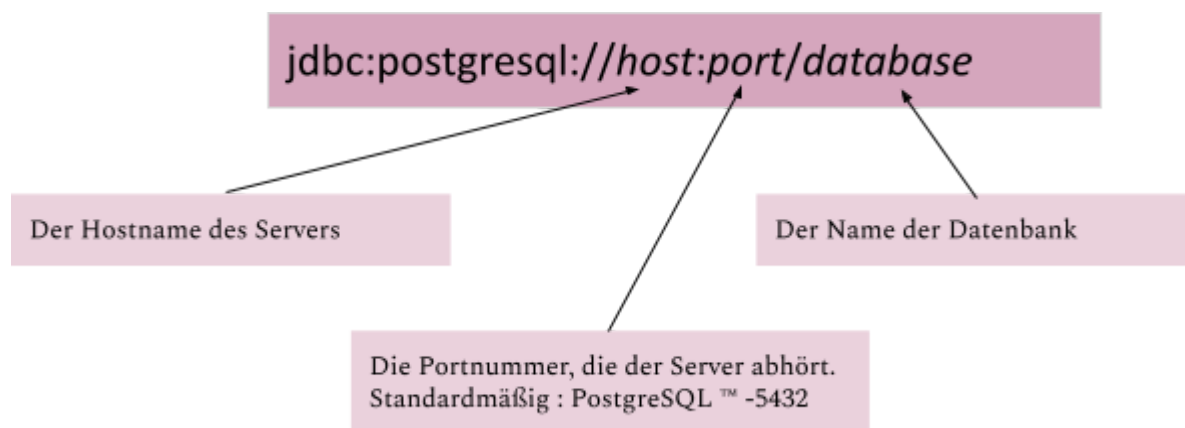 jdbc:postgresql://host:port/database
Der Hostname des Servers
Der Name der Datenbank
Die Portnummer, die der Server abhört.
Standardmäßig : PostgreSQL ™ -5432